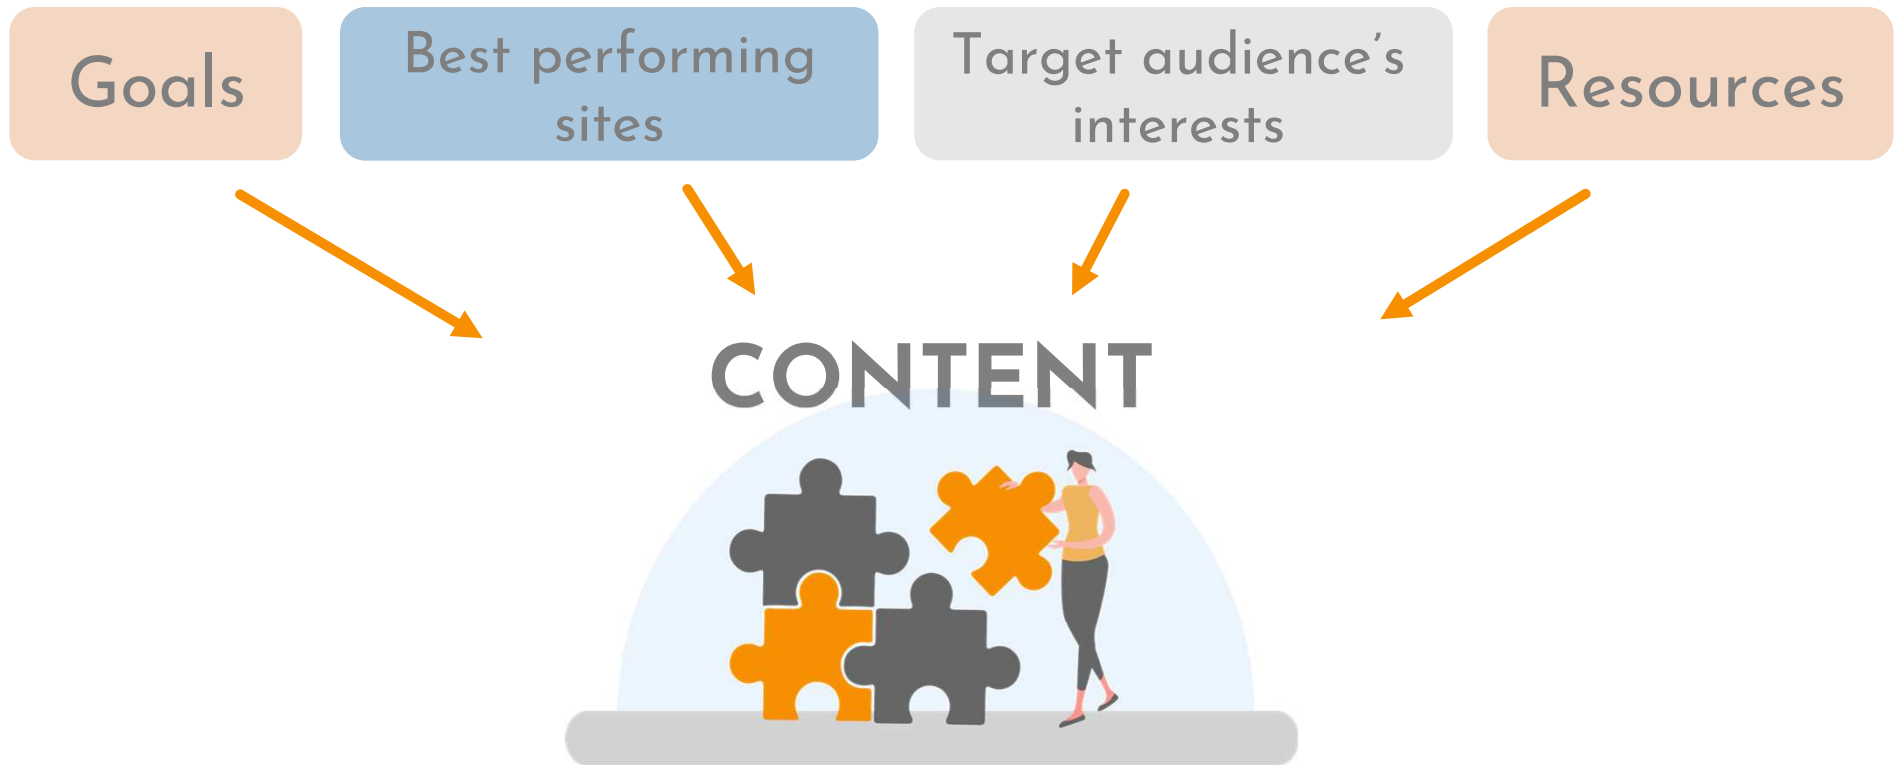 Goals
Best performing
sites
Target audience’s
interests
Resources
CONTENT